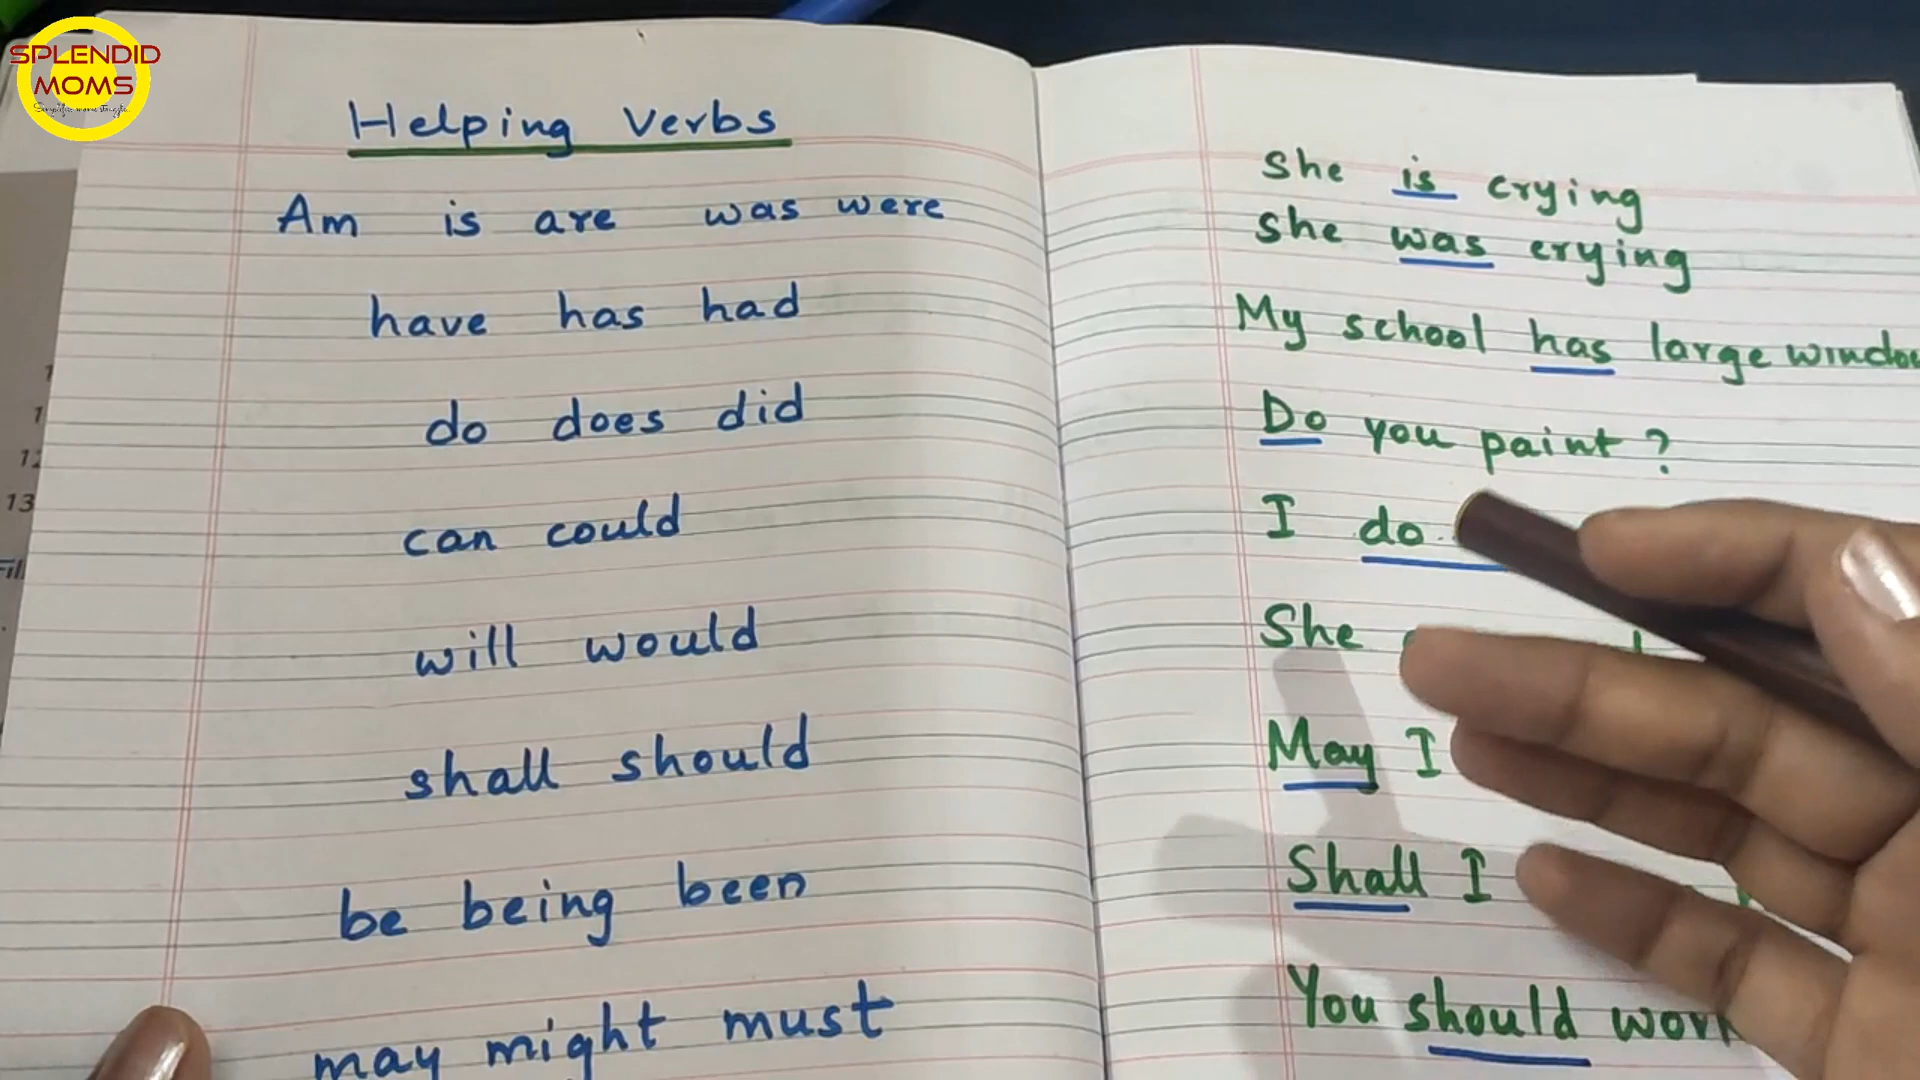 SPLENDID
MOMS
Helping Verbs
Am is are was were
have has had
do does did
can could
will would
shall should
be being been
may might must
She is crying
She was crying
My school has large
Do you paint?
I do
She
May I
Shall I
You should
1
13